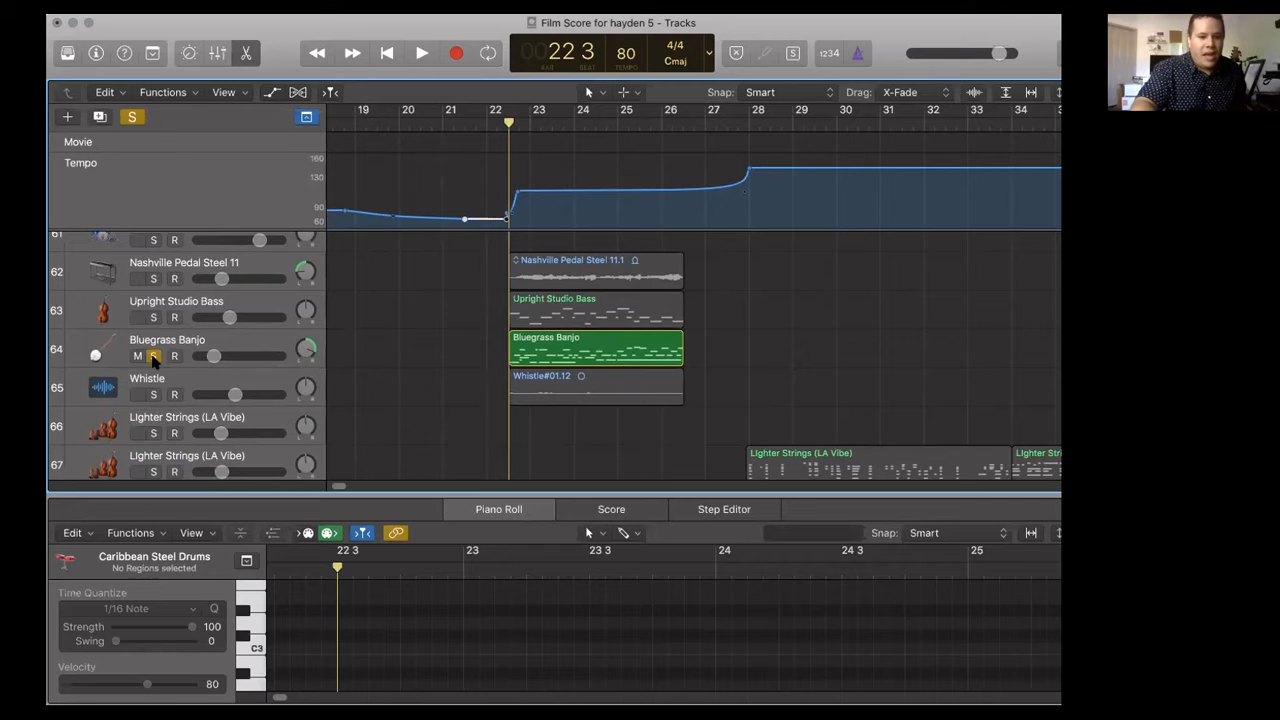 Film Score for hayden 5 - Tracks
0022 3
BAR BEAT
80
TEMPO
4/4
Cmaj
S
1234
Edit Functions View
Snap: Smart
Drag: X-Fade
S
19 20 21 22 23 24 25 26 27 28 29 30 31 32 33 34
Movie
Tempo
160
130
90
60
61
S R
62
Nashville Pedal Steel 11
S R
L R
Nashville Pedal Steel 11.1
63
Upright Studio Bass
S R
L R
Upright Studio Bass
64
Bluegrass Banjo
M S R
L R
Bluegrass Banjo
65
Whistle
S R
L R
Whistle#01.12
66
LIghter Strings (LA Vibe)
S R
L R
67
LIghter Strings (LA Vibe)
S R
L R
LIghter Strings (LA Vibe)
LIghter Stri
Piano Roll Score Step Editor
Edit Functions View
Snap: Smart
Caribbean Steel Drums
No Regions selected
22 3 23 23 3 24 24 3 25
Time Quantize
1/16 Note Q
Strength 100
Swing 0
C3
Velocity
80